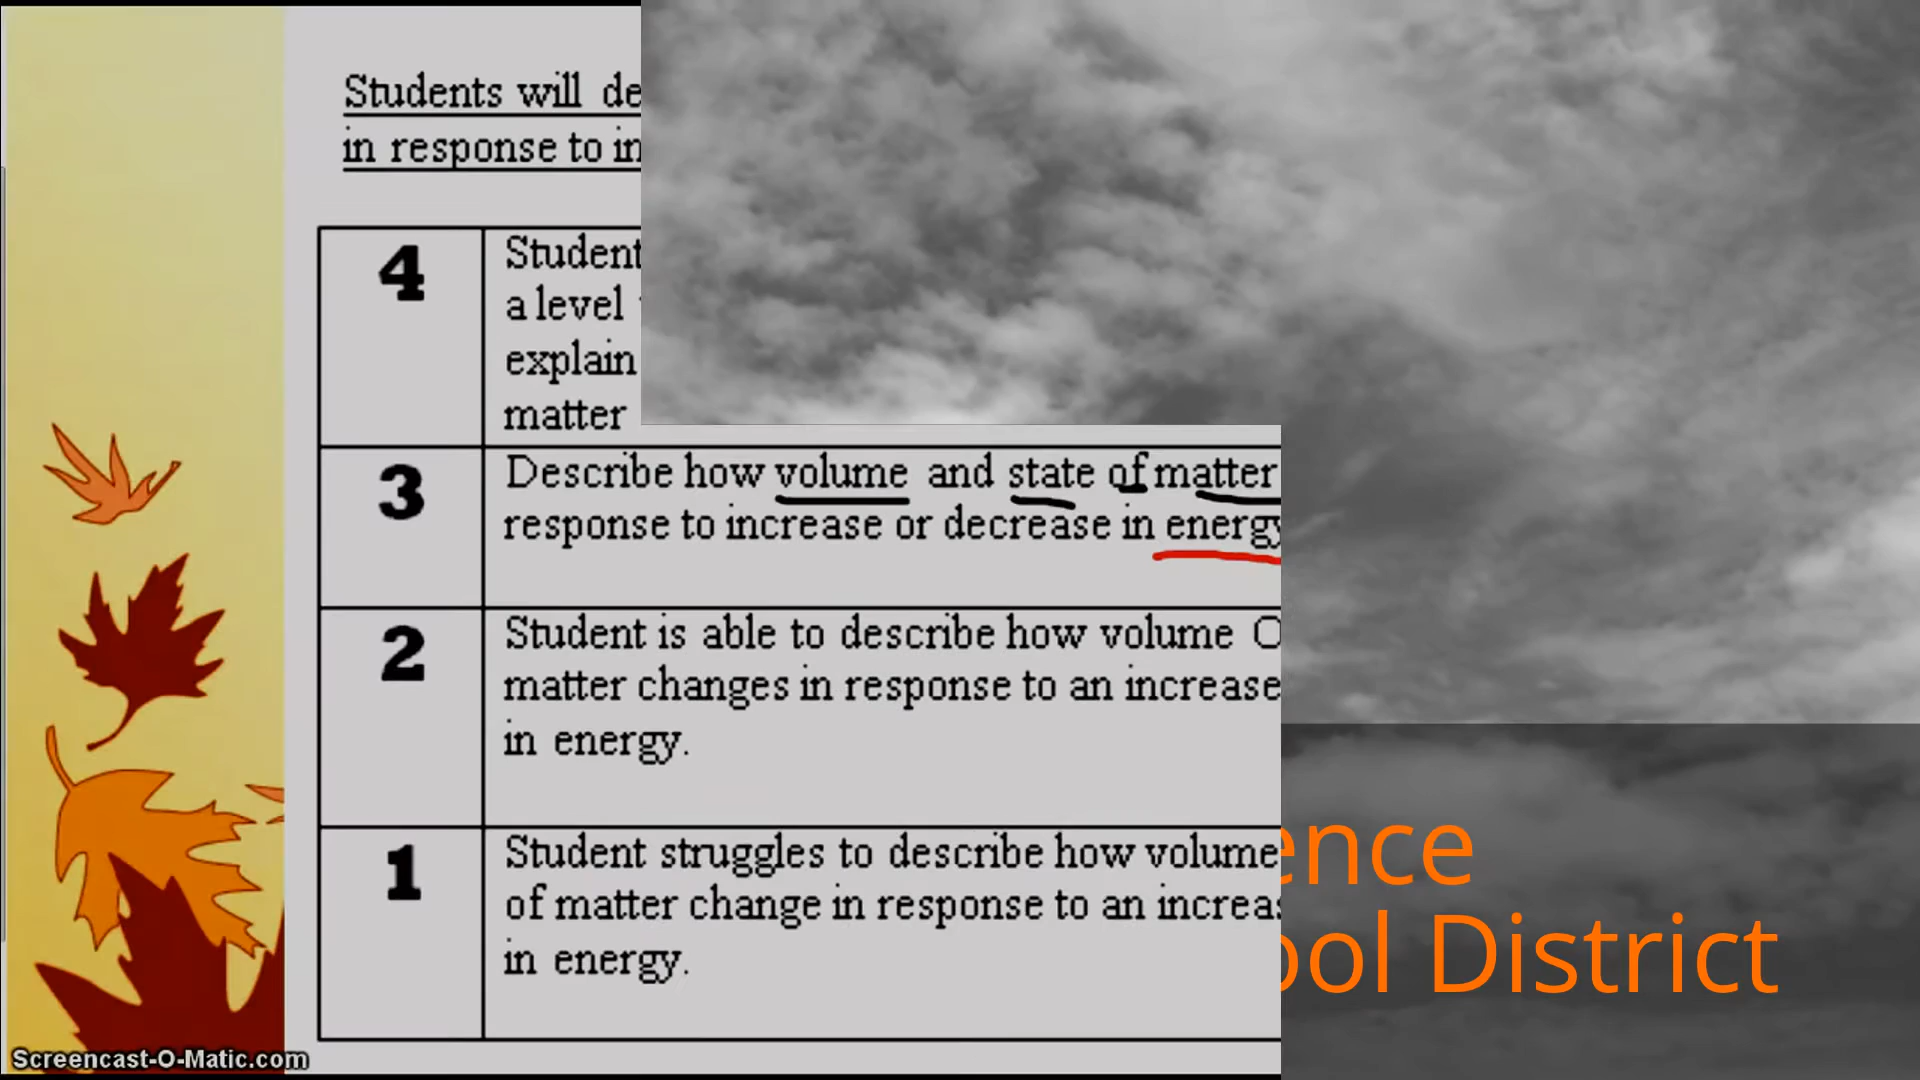 Students will de
in response to in
4
Student
a level
explain
matter
3
Describe how volume and state of matter
response to increase or decrease in energy
2
Student is able to describe how volume O
matter changes in response to an increase
in energy.
1
Student struggles to describe how volume
of matter change in response to an increas
in energy.
ence
ool District
Screencast-O-Matic.com